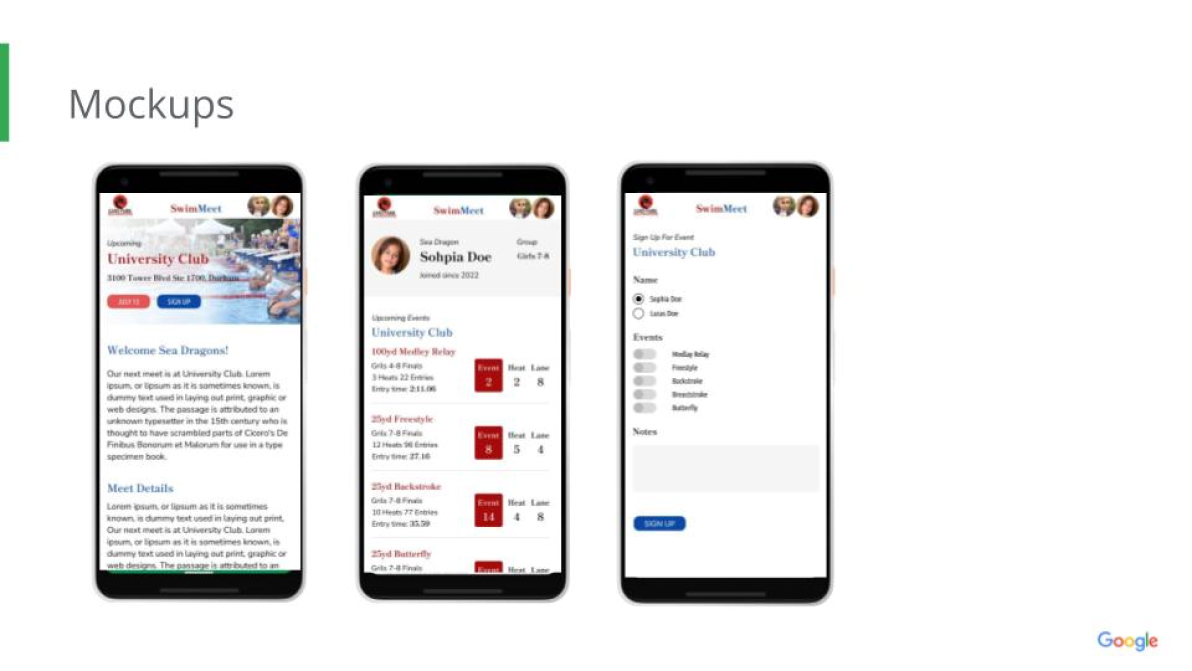 Mockups
SwimMeet
Upcoming
University Club
3100 Tower Blvd Ste 1700, Durham
JULY 13
SIGN UP
Welcome Sea Dragons!
Our next meet is at University Club. Lorem
ipsum, or lipsum as it is sometimes known, is
dummy text used in laying out print, graphic or
web designs. The passage is attributed to an
unknown typesetter in the 15th century who is
thought to have scrambled parts of Cicero's De
Finibus Bonorum et Malorum for use in a type
specimen book.
Meet Details
Lorem ipsum, or lipsum as it is sometimes
known, is dummy text used in laying out print,
Our next meet is at University Club. Lorem
ipsum, or lipsum as it is sometimes known, is
dummy text used in laying out print, graphic or
web designs. The passage is attributed to an
SwimMeet
Sea Dragon
Sohpia Doe
Joined since 2022
Group
Girls 7-8
Upcoming Events
University Club
100yd Medley Relay
Grils 4-8 Finals
3 Heats 22 Entries
Entry time: 2:11.06
Event Heat Lane
2 2 8
25yd Freestyle
Grils 7-8 Finals
12 Heats 96 Entries
Entry time: 27.16
Event Heat Lane
8 5 4
25yd Backstroke
Grils 7-8 Finals
10 Heats 77 Entries
Entry time: 35.59
Event Heat Lane
14 4 8
25yd Butterfly
Grils 7-8 Finals
Event Heat Lane
SwimMeet
Sign Up For Event
University Club
Name
Sophia Doe
Lucas Doe
Events
Medlay Relay
Freestyle
Backstroke
Breaststroke
Butterfly
Notes
SIGN UP
Google